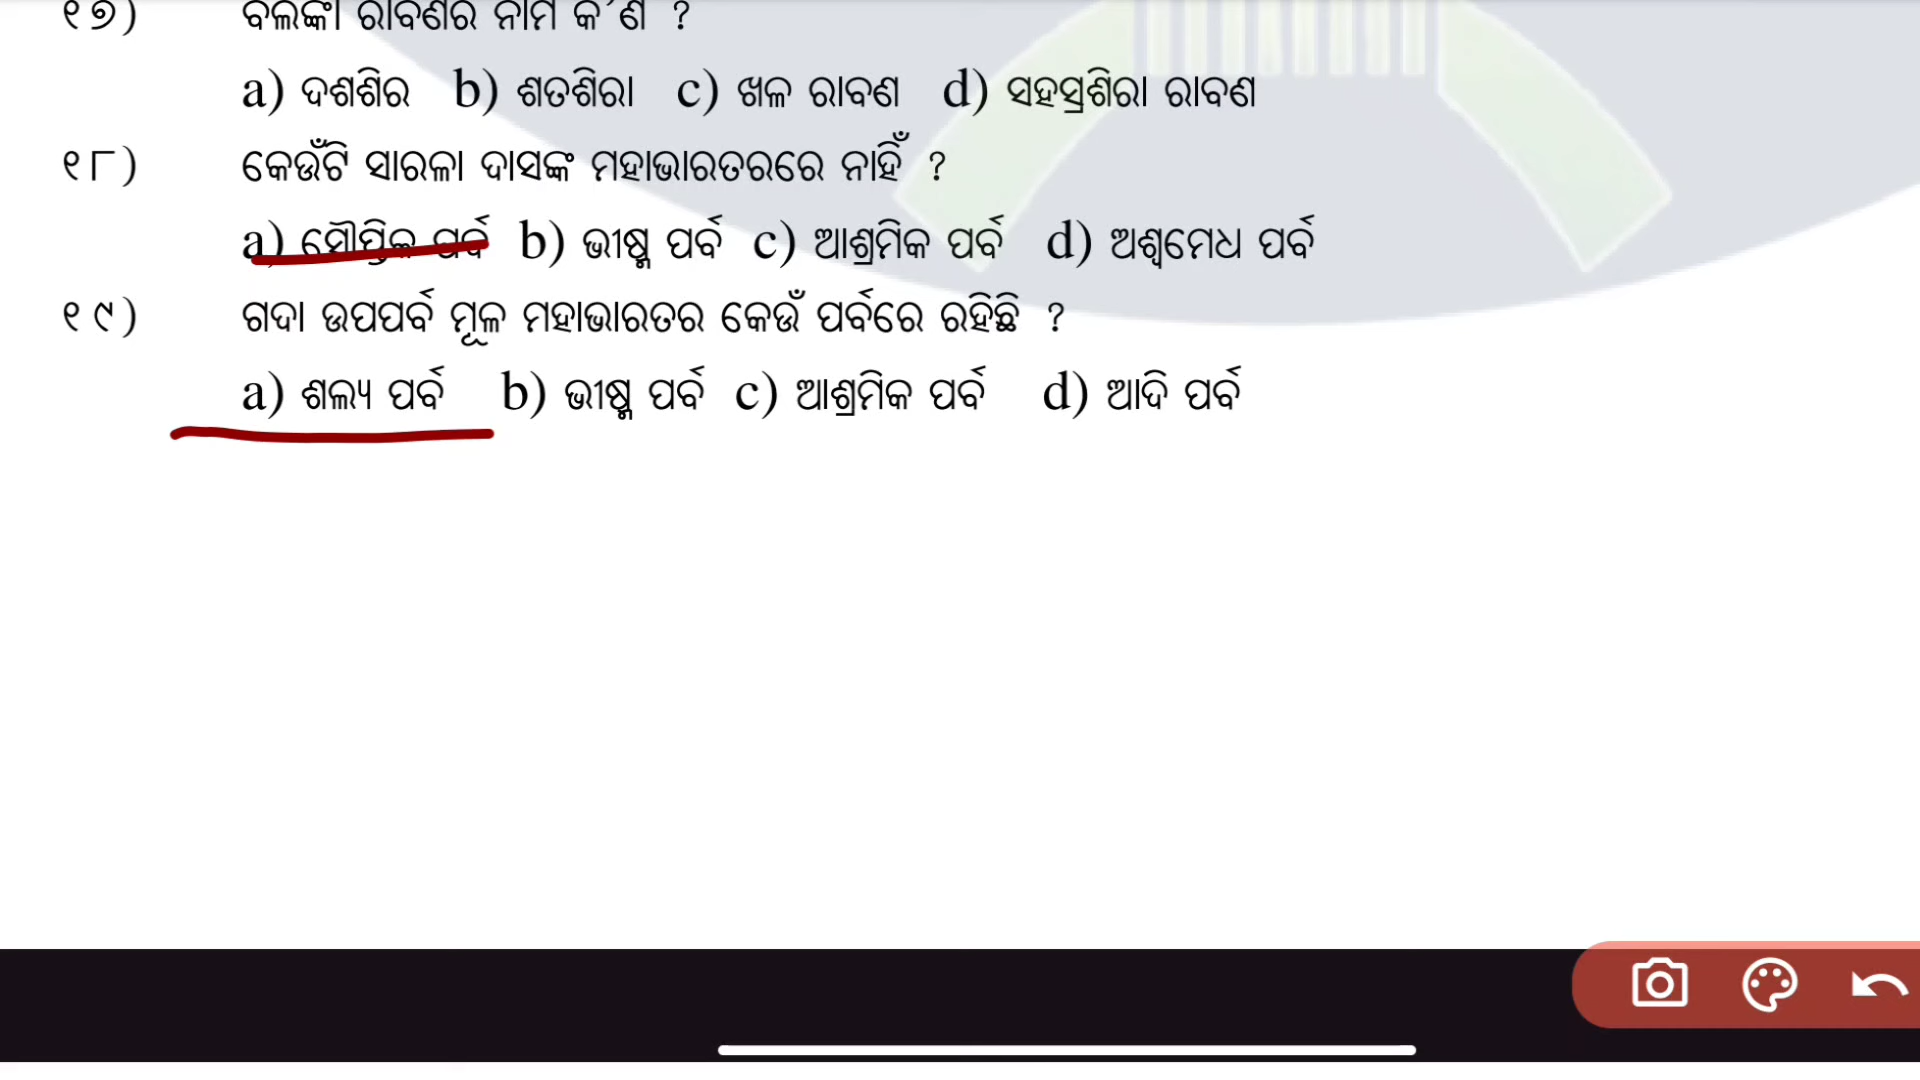 ୧୭) ବିଲଙ୍କା ରାବଣର ନାମ କ'ଣ ?
a) ଦଶଶିର b) ଶତଶିରା c) ଖଳ ରାବଣ d) ସହସ୍ରଶିରା ରାବଣ
୧୮) କେଉଁଟି ସାରଳା ଦାସଙ୍କ ମହାଭାରତରରେ ନାହିଁ ?
a) ସୌପ୍ତିକ ପର୍ବ b) ଭୀଷ୍ମ ପର୍ବ c) ଆଶ୍ରମିକ ପର୍ବ d) ଅଶ୍ୱମେଧ ପର୍ବ
୧୯) ଗଦା ଉପପର୍ବ ମୂଳ ମହାଭାରତର କେଉଁ ପର୍ବରେ ରହିଛି ?
a) ଶଲ୍ୟ ପର୍ବ b) ଭୀଷ୍ମ ପର୍ବ c) ଆଶ୍ରମିକ ପର୍ବ d) ଆଦି ପର୍ବ